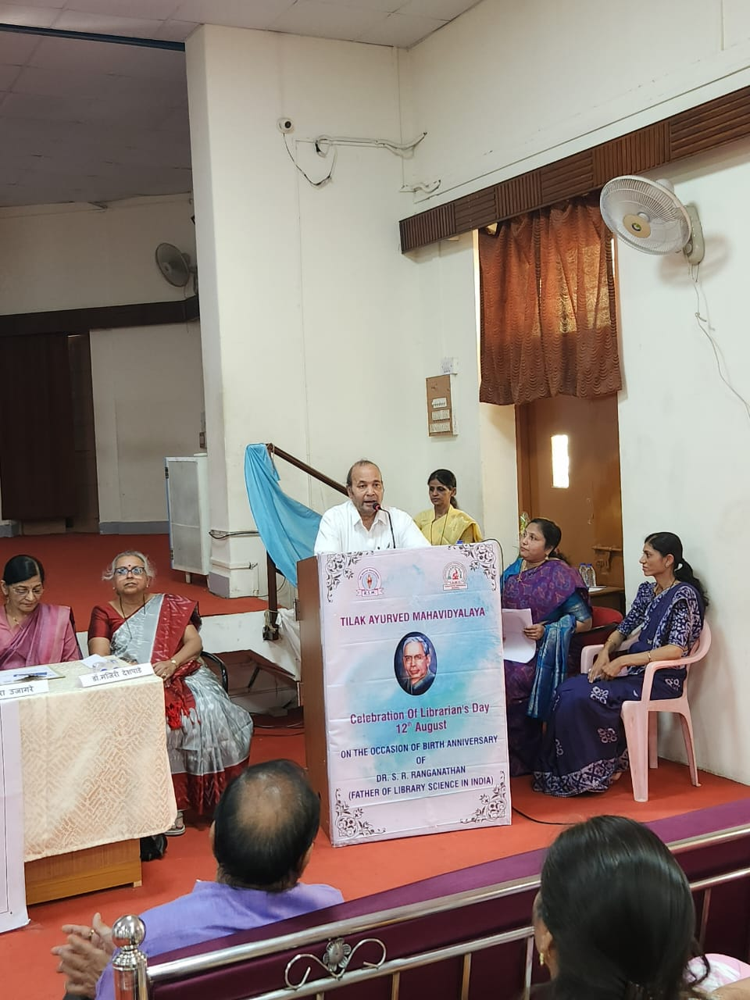 R.S.M.
TILAK AYURVED MAHAVIDYALAYA
Celebration Of Librarian's Day
12th August
ON THE OCCASION OF BIRTH ANNIVERSARY
OF
DR. S. R. RANGANATHAN
(FATHER OF LIBRARY SCIENCE IN INDIA)
डॉ.मंजिरी देशपांडे
उजागरे